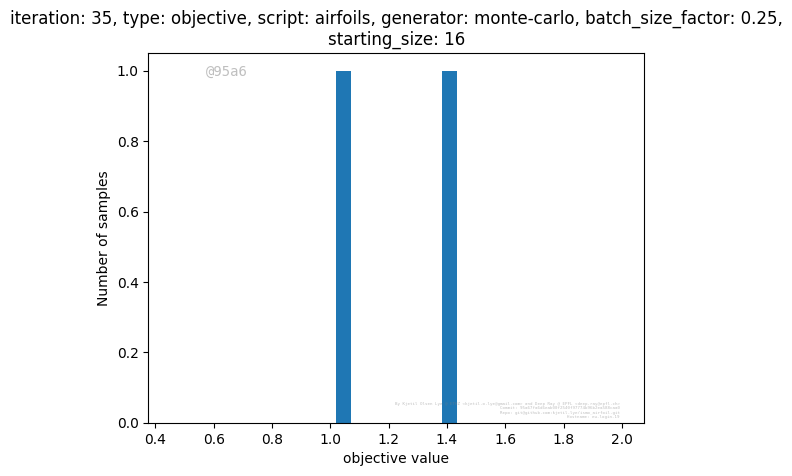 iteration: 35, type: objective, script: airfoils, generator: monte-carlo, batch_size_factor: 0.25,
starting_size: 16
@95a6
1.0
0.8
0.6
0.4
0.2
0.0
Number of samples
0.4 0.6 0.8 1.0 1.2 1.4 1.6 1.8 2.0
objective value